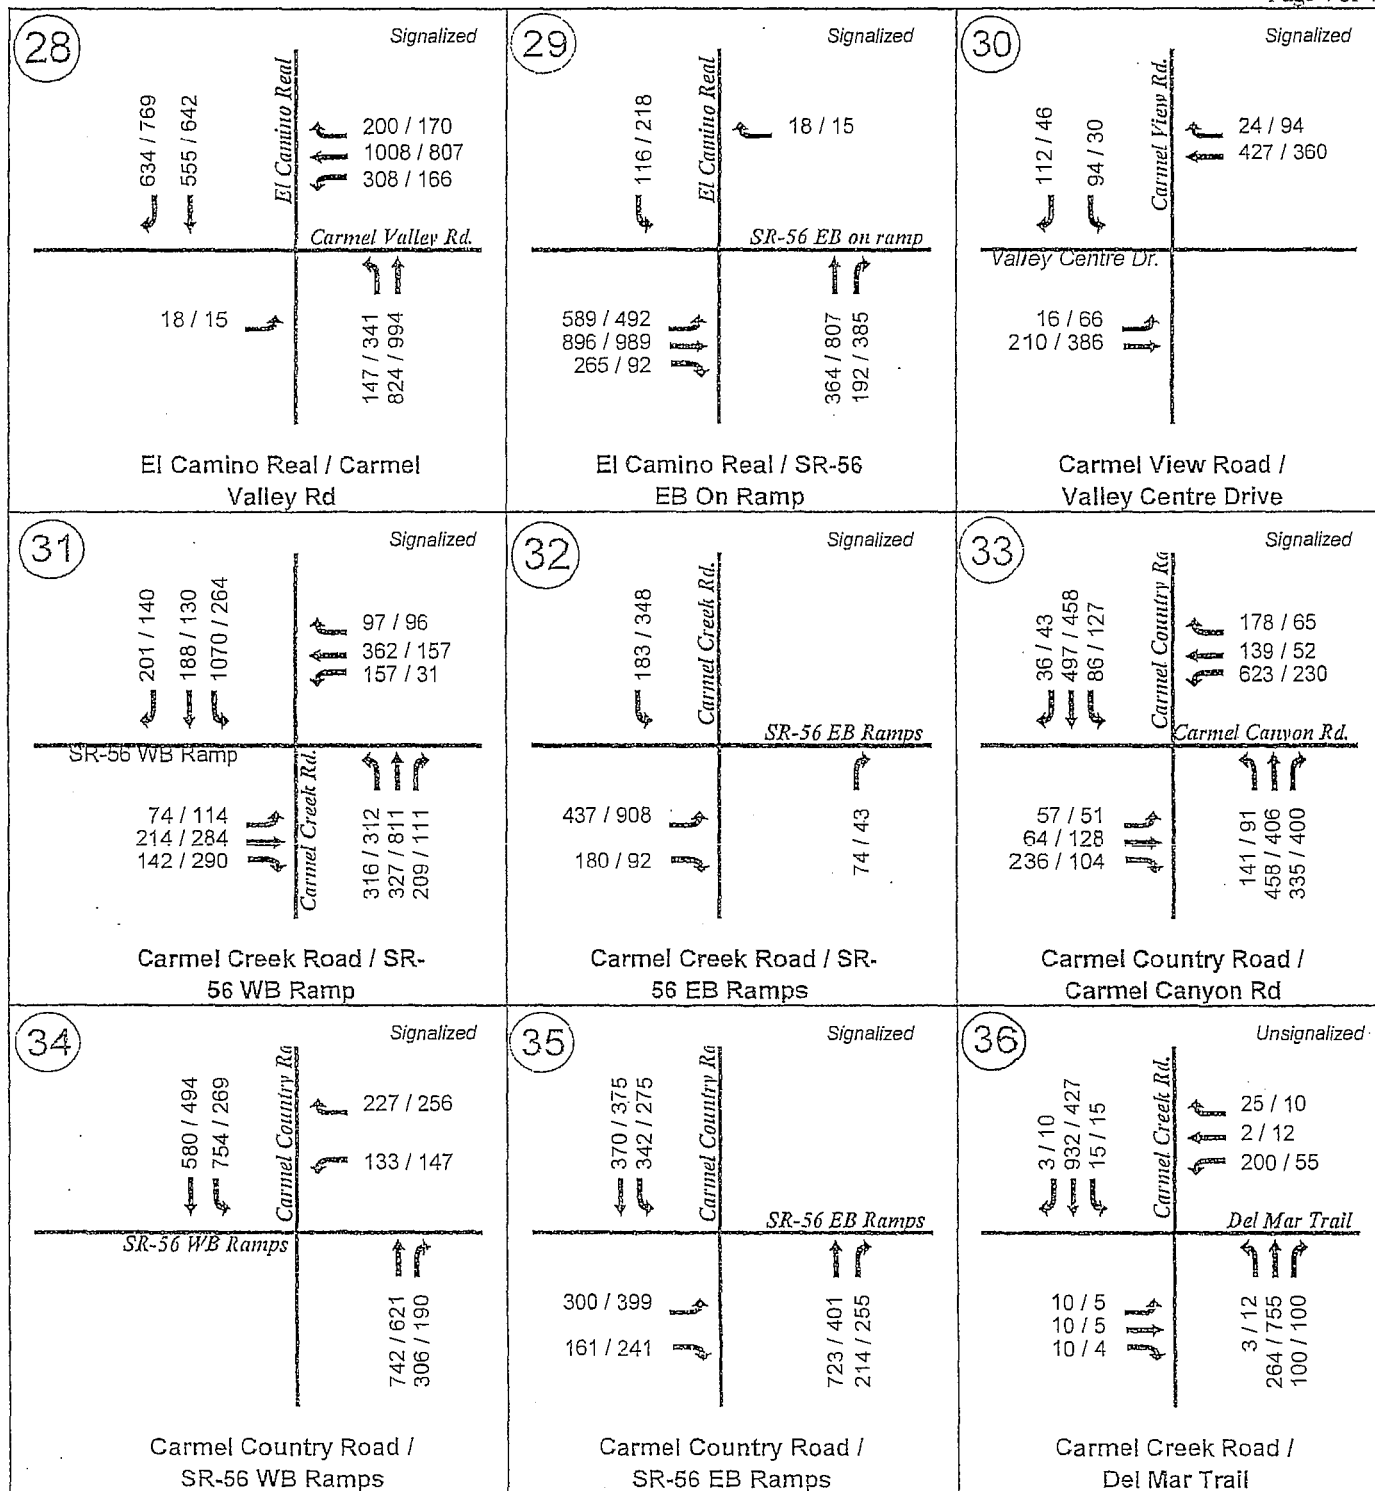 28
Signalized
634 / 769
555 / 642
El Camino Real
200 / 170
1008 / 807
308 / 166
Carmel Valley Rd.
18 / 15
147 / 341
824 / 994
El Camino Real / Carmel
Valley Rd
29
Signalized
116 / 218
El Camino Real
18 / 15
SR-56 EB on ramp
589 / 492
896 / 989
265 / 92
364 / 807
192 / 385
El Camino Real / SR-56
EB On Ramp
30
Signalized
112 / 46
94 / 30
Carmel View Rd.
24 / 94
427 / 360
Valley Centre Dr.
16 / 66
210 / 386
Carmel View Road /
Valley Centre Drive
31
Signalized
201 / 140
188 / 130
1070 / 264
97 / 96
362 / 157
157 / 31
SR-56 WB Ramp
Carmel Creek Rd.
74 / 114
214 / 284
142 / 290
316 / 312
327 / 811
209 / 111
Carmel Creek Road / SR-
56 WB Ramp
32
Signalized
183 / 348
Carmel Creek Rd.
SR-56 EB Ramps
437 / 908
180 / 92
74 / 43
Carmel Creek Road / SR-
56 EB Ramps
33
Signalized
36 / 43
497 / 458
86 / 127
Carmel Country Ra
178 / 65
139 / 52
623 / 230
Carmel Canyon Rd.
57 / 51
64 / 128
236 / 104
141 / 91
458 / 406
335 / 400
Carmel Country Road /
Carmel Canyon Rd
34
Signalized
580 / 494
754 / 269
Carmel Country Ra
227 / 256
133 / 147
SR-56 WB Ramps
742 / 621
306 / 190
Carmel Country Road /
SR-56 WB Ramps
35
Signalized
370 / 375
342 / 275
Carmel Country Ra
SR-56 EB Ramps
300 / 399
161 / 241
723 / 401
214 / 255
Carmel Country Road /
SR-56 EB Ramps
36
Unsignalized
3 / 10
932 / 427
15 / 15
Carmel Creek Rd.
25 / 10
2 / 12
200 / 55
Del Mar Trail
10 / 5
10 / 5
10 / 4
3 / 12
264 / 755
100 / 100
Carmel Creek Road /
Del Mar Trail